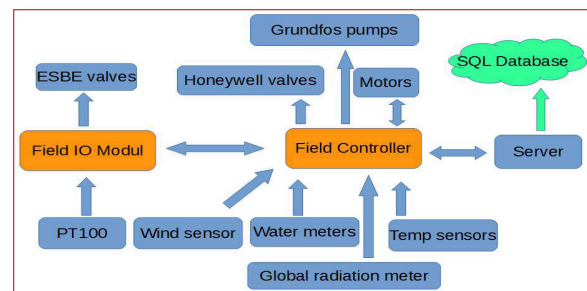 Grundfos pumps
SQL Database
ESBE valves
Honeywell valves
Motors
Field IO Modul
Field Controller
Server
PT100
Wind sensor
Water meters
Temp sensors
Global radiation meter